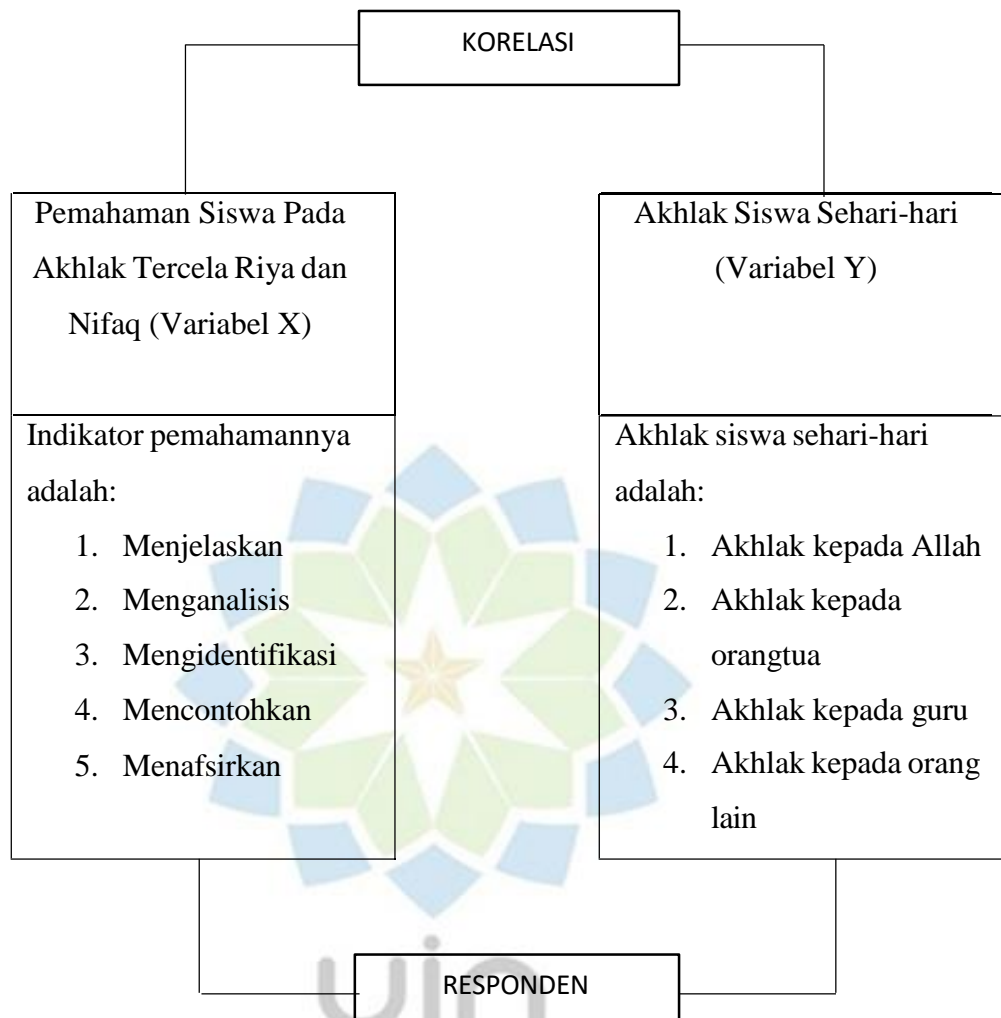 KORELASI
Pemahaman Siswa Pada
Akhlak Tercela Riya dan
Nifaq (Variabel X)
Indikator pemahamannya
adalah:
1. Menjelaskan
2. Menganalisis
3. Mengidentifikasi
4. Mencontohkan
5. Menafsirkan
Akhlak Siswa Sehari-hari
(Variabel Y)
Akhlak siswa sehari-hari
adalah:
1. Akhlak kepada Allah
2. Akhlak kepada
orangtua
3. Akhlak kepada guru
4. Akhlak kepada orang
lain
uin
RESPONDEN